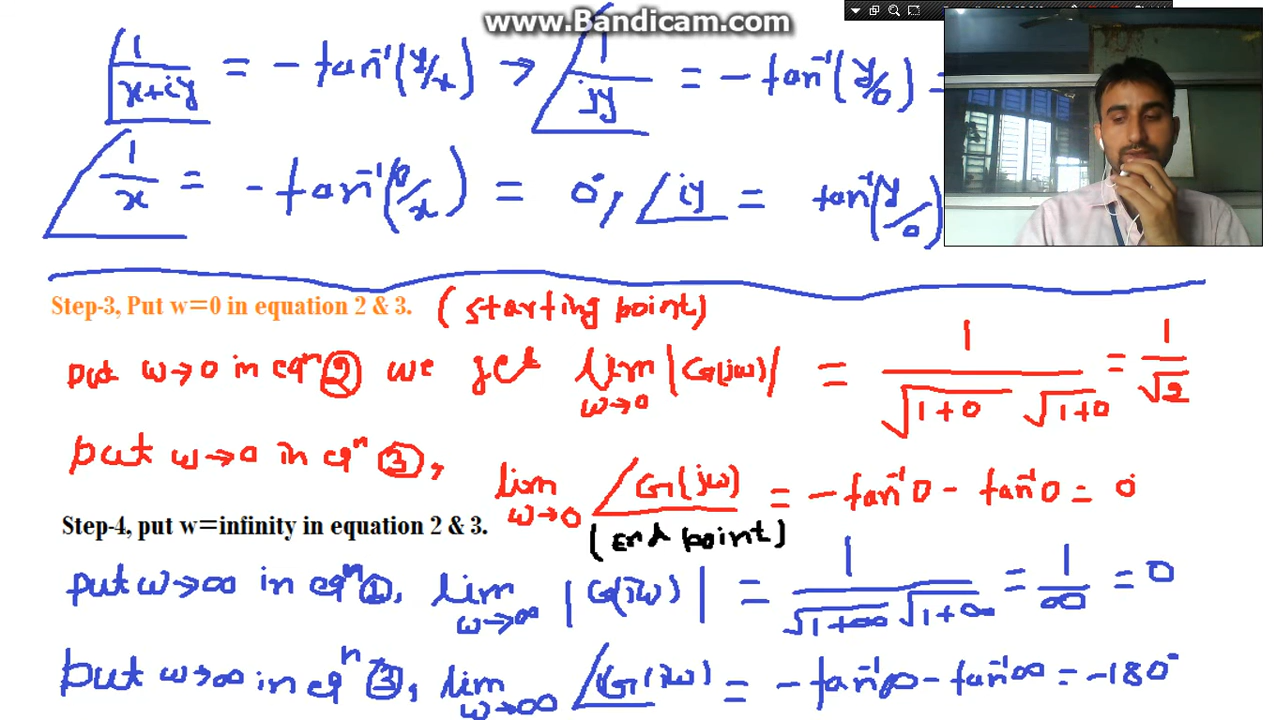 www.Bandicam.com
1/(x+iy) = - tan⁻¹(y/x) → 1/jy = - tan⁻¹(y/0) =
1/x = - tan⁻¹(0/x) = 0°, ∠iy = tan⁻¹(y/0)
Step-3, Put w=0 in equation 2 & 3. (starting point)
put ω→0 in eqⁿ ② we get lim ω→0 |G(jω)| = 1/(√1+0 √1+0) = 1/√2
put ω→0 in eqⁿ ③, lim ω→0 ∠G(jω) = - tan⁻¹0 - tan⁻¹0 = 0
Step-4, put w=infinity in equation 2 & 3. (End point)
put ω→∞ in eqⁿ ②, lim ω→∞ |G(jω)| = 1/(√1+∞ √1+∞) = 1/∞ = 0
put ω→∞ in eqⁿ ③, lim ω→∞ ∠G(jω) = - tan⁻¹∞ - tan⁻¹∞ = -180°